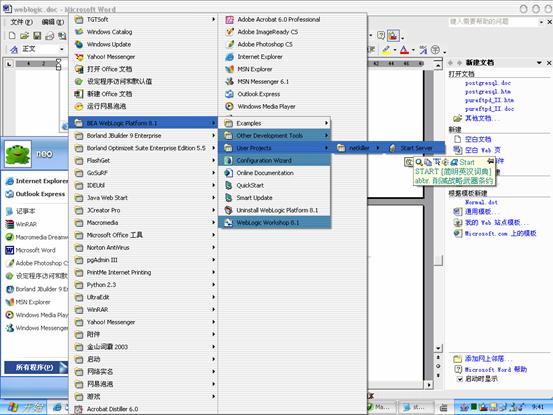 weblogic.doc - Microsoft Word
文件(F)
正文
键入需要帮助的问题
TGTSoft
Windows Catalog
Windows Update
Yahoo! Messenger
打开 Office 文档
设定程序访问和默认值
新建 Office 文档
运行网易泡泡
BEA WebLogic Platform 8.1
Borland JBuilder 9 Enterprise
Borland Optimizeit Suite Enterprise Edition 5.5
FlashGet
GoSuRF
IDEUtil
Java Web Start
JCreator Pro
Macromedia
Microsoft Office 工具
Norton AntiVirus
pgAdmin III
PrintMe Internet Printing
Python 2.3
UltraEdit
WinRAR
Yahoo! Messenger
附件
金山词霸 2003
启动
网络实名
网易泡泡
游戏
Acrobat Distiller 6.0
Adobe Acrobat 6.0 Professional
Adobe ImageReady CS
Adobe Photoshop CS
Internet Explorer
MSN Explorer
MSN Messenger 6.1
Outlook Express
Windows Media Player
Examples
Other Development Tools
User Projects
Configuration Wizard
Online Documentation
QuickStart
Smart Update
Uninstall WebLogic Platform 8.1
WebLogic Workshop 8.1
netkiller
Start Server
Start
START [简明英汉词典]
abbr. 削减战略武器条约
neo
Internet Explorer
Outlook Express
记事本
WinRAR
Macromedia Dreamw
Microsoft Word
Adobe Photoshop CS
设定程序访问和默认
Borland JBuilder 9 En
MSN Explorer
Windows Media Playe
Windows Messenger
所有程序(P)
新建文档
打开文档
postgresql.doc
pureftpd_II.doc
pureftpd_II.htm
postgresql.htm
其他文档...
新建
空白文档
空白 Web 页
根据模板新建
Normal.dot
通用模板...
我的 Web 站点模板...
Microsoft.com 上的模板
添加网上邻居...
Microsoft Word 帮助
启动时显示
开始
Ma...
st...
9:41